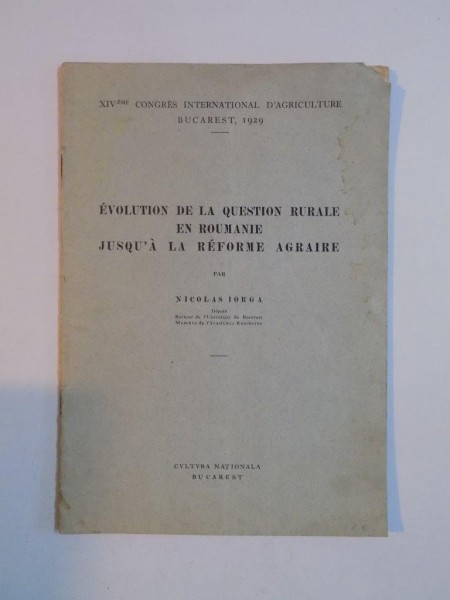 XIVÈME CONGRÈS INTERNATIONAL D'AGRICULTURE
BUCAREST, 1929
ÉVOLUTION DE LA QUESTION RURALE
EN ROUMANIE
JUSQU'À LA RÉFORME AGRAIRE
PAR
NICOLAS IORGA
Député
Recteur de l'Université de Bucarest
Membre de l'Académie Roumaine
CVLTVRA NAȚIONALA
BUCAREST